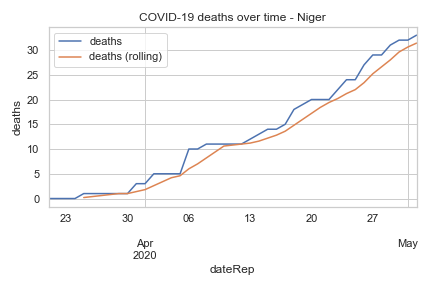 COVID-19 deaths over time - Niger
deaths
deaths (rolling)
deaths
30
25
20
15
10
5
0
23 30 06 13 20 27
Apr May
2020
dateRep